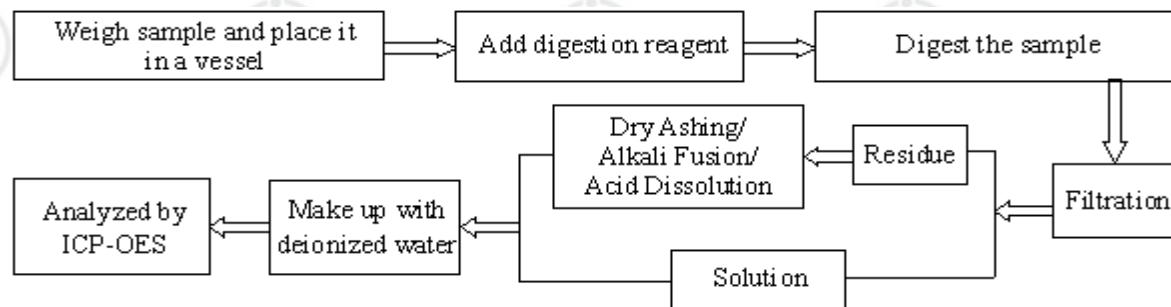 Weigh sample and place it
in a vessel
Add digestion reagent
Digest the sample
Filtration
Residue
Dry Ashing/
Alkali Fusion/
Acid Dissolution
Solution
Make up with
deionized water
Analyzed by
ICP-OES